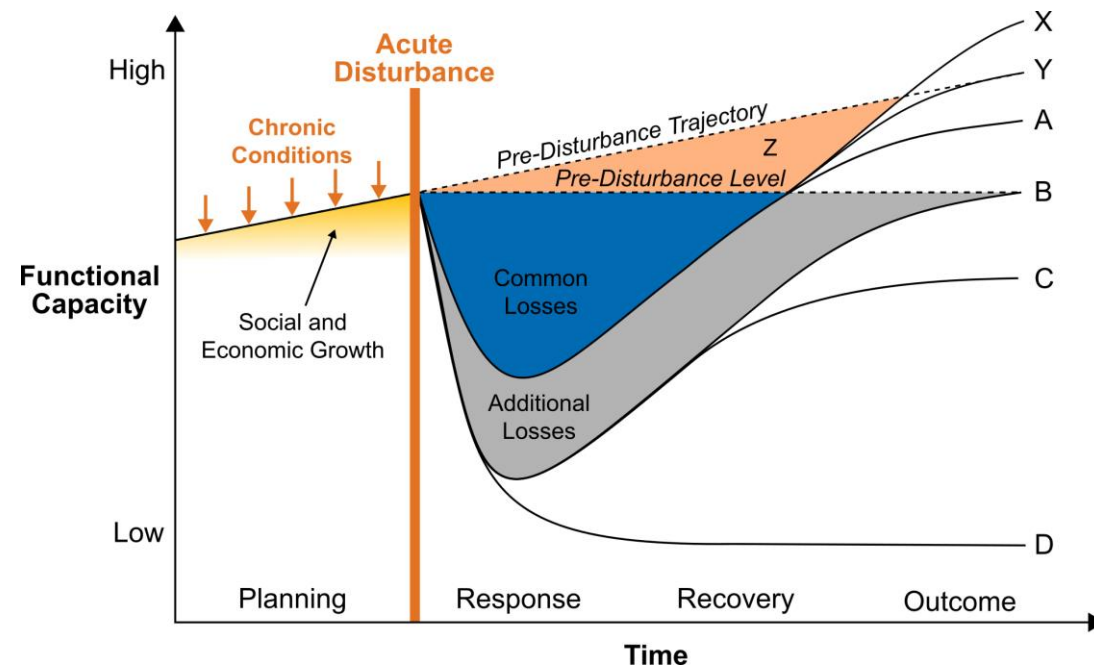 High
Functional
Capacity
Low
Chronic
Conditions
Social and
Economic Growth
Acute
Disturbance
Pre-Disturbance Trajectory
Z
Pre-Disturbance Level
Common
Losses
Additional
Losses
X
Y
A
B
C
D
Planning
Response
Recovery
Outcome
Time